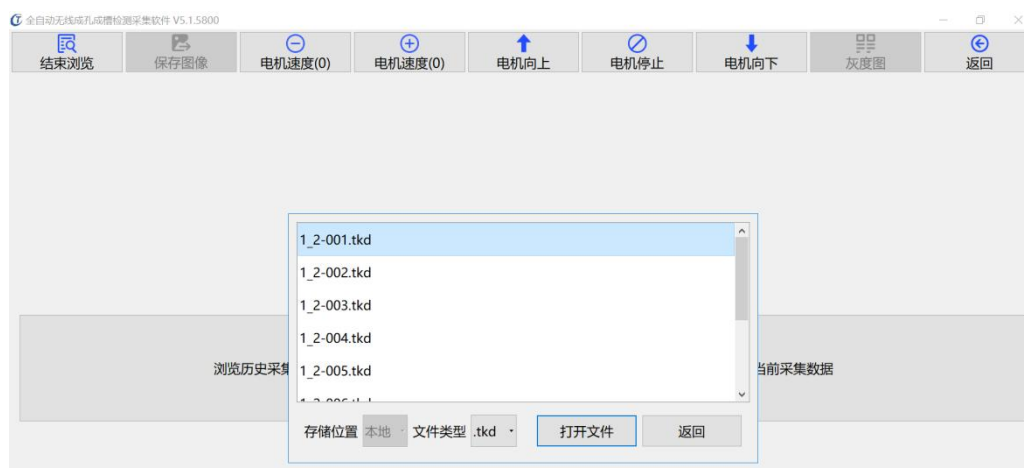 全自动无线成孔成槽检测采集软件 V5.1.5800
结束浏览 保存图像 电机速度(0) 电机速度(0) 电机向上 电机停止 电机向下 灰度图 返回
1_2-001.tkd
1_2-002.tkd
1_2-003.tkd
1_2-004.tkd
浏览历史采集 1_2-005.tkd 当前采集数据
存储位置 本地 文件类型 .tkd 打开文件 返回